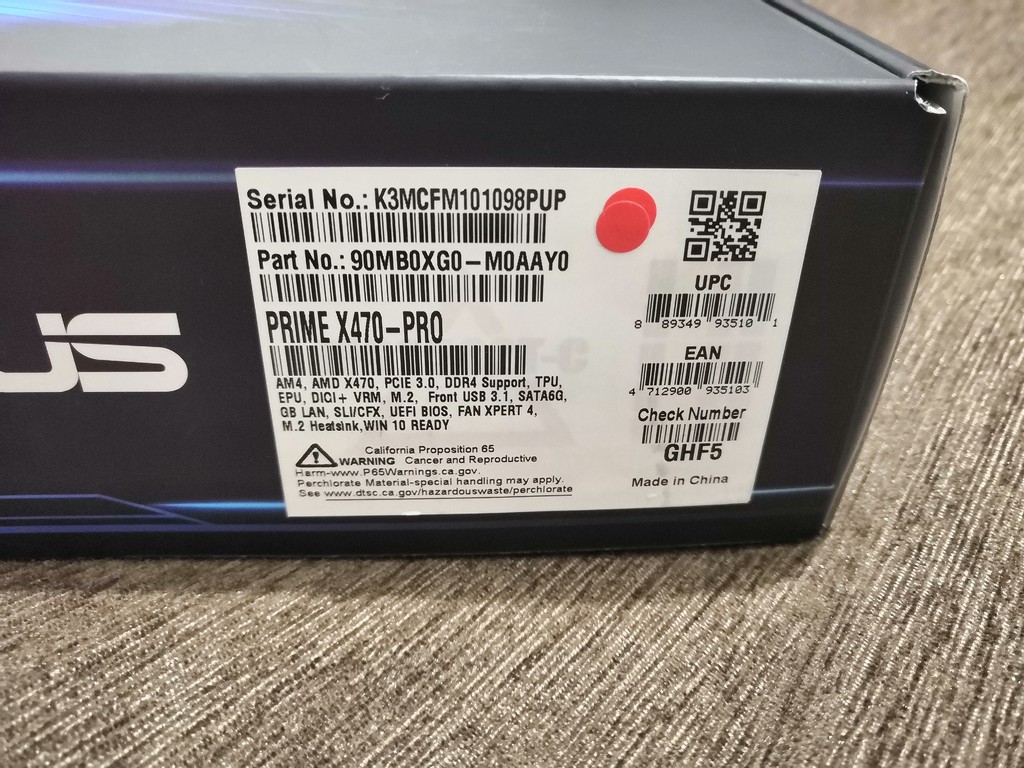 Serial No.: K3MCFM101098PUP
Part No.: 90MB0XG0-M0AAY0
PRIME X470-PRO
AM4, AMD X470, PCIE 3.0, DDR4 Support, TPU,
EPU, DIGI+ VRM, M.2, Front USB 3.1, SATA6G,
GB LAN, SLI/CFX, UEFI BIOS, FAN XPERT 4,
M.2 Heatsink,WIN 10 READY
California Proposition 65
WARNING Cancer and Reproductive
Harm-www.P65Warnings.ca.gov.
Perchlorate Material-special handling may apply.
See www.dtsc.ca.gov/hazardouswaste/perchlorate
UPC
8 89349 93510 1
EAN
4 712900 935103
Check Number
GHF5
Made in China
US